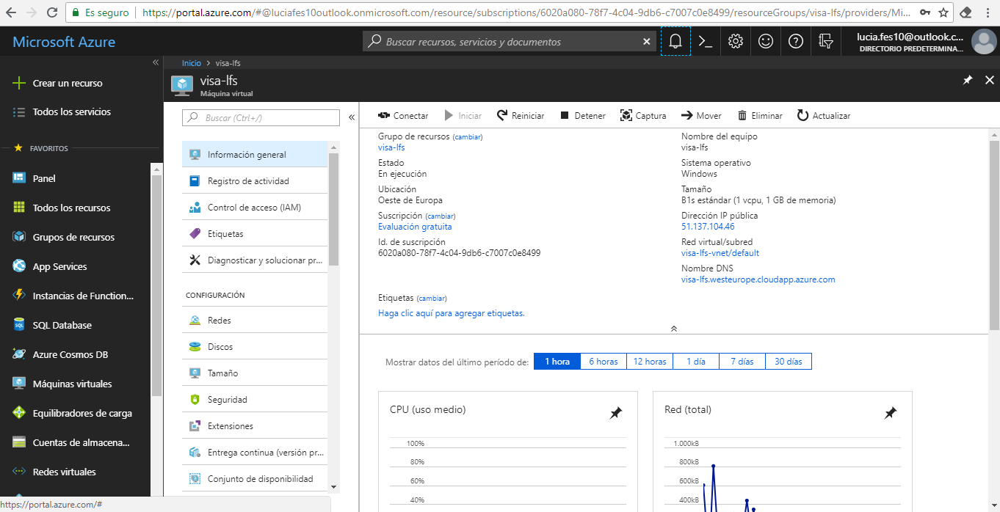 Es seguro
https://portal.azure.com/#@luciafes10outlook.onmicrosoft.com/resource/subscriptions/6020a080-78f7-4c04-9db6-c7007c0e8499/resourceGroups/visa-lfs/providers/Mi...
Microsoft Azure
Buscar recursos, servicios y documentos
lucia.fes10@outlook.c...
DIRECTORIO PREDETERMINA...
Crear un recurso
Todos los servicios
FAVORITOS
Panel
Todos los recursos
Grupos de recursos
App Services
Instancias de Function...
SQL Database
Azure Cosmos DB
Máquinas virtuales
Equilibradores de carga
Cuentas de almacena...
Redes virtuales
https://portal.azure.com/#
Inicio > visa-lfs
visa-lfs
Máquina virtual
Buscar (Ctrl+/)
Información general
Registro de actividad
Control de acceso (IAM)
Etiquetas
Diagnosticar y solucionar pr...
CONFIGURACIÓN
Redes
Discos
Tamaño
Seguridad
Extensiones
Entrega continua (versión pr...
Conjunto de disponibilidad
Conectar Iniciar Reiniciar Detener Captura Mover Eliminar Actualizar
Grupo de recursos (cambiar)
visa-lfs
Estado
En ejecución
Ubicación
Oeste de Europa
Suscripción (cambiar)
Evaluación gratuita
Id. de suscripción
6020a080-78f7-4c04-9db6-c7007c0e8499
Nombre del equipo
visa-lfs
Sistema operativo
Windows
Tamaño
B1s estándar (1 vcpu, 1 GB de memoria)
Dirección IP pública
51.137.104.46
Red virtual/subred
visa-lfs-vnet/default
Nombre DNS
visa-lfs.westeurope.cloudapp.azure.com
Etiquetas (cambiar)
Haga clic aquí para agregar etiquetas.
Mostrar datos del último período de: 1 hora 6 horas 12 horas 1 día 7 días 30 días
CPU (uso medio)
100%
80%
60%
40%
Red (total)
1.000kB
800kB
600kB
400kB